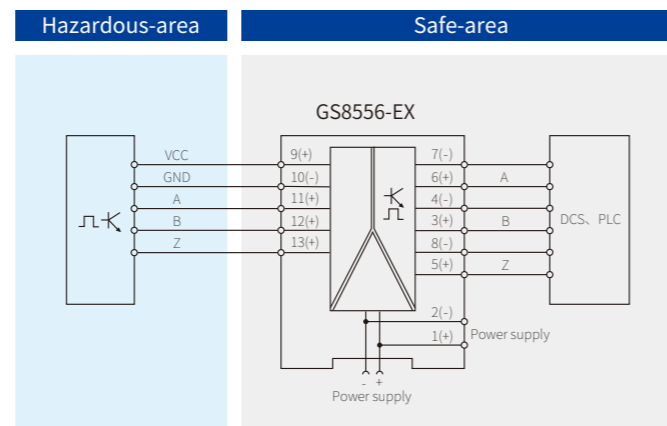 Hazardous-area
Safe-area
GS8556-EX
VCC
GND
A
B
Z
9(+)
10(-)
11(+)
12(+)
13(+)
7(-)
6(+)
4(-)
3(+)
8(-)
5(+)
2(-)
1(+)
A
B
Z
DCS、PLC
Power supply
- +
Power supply